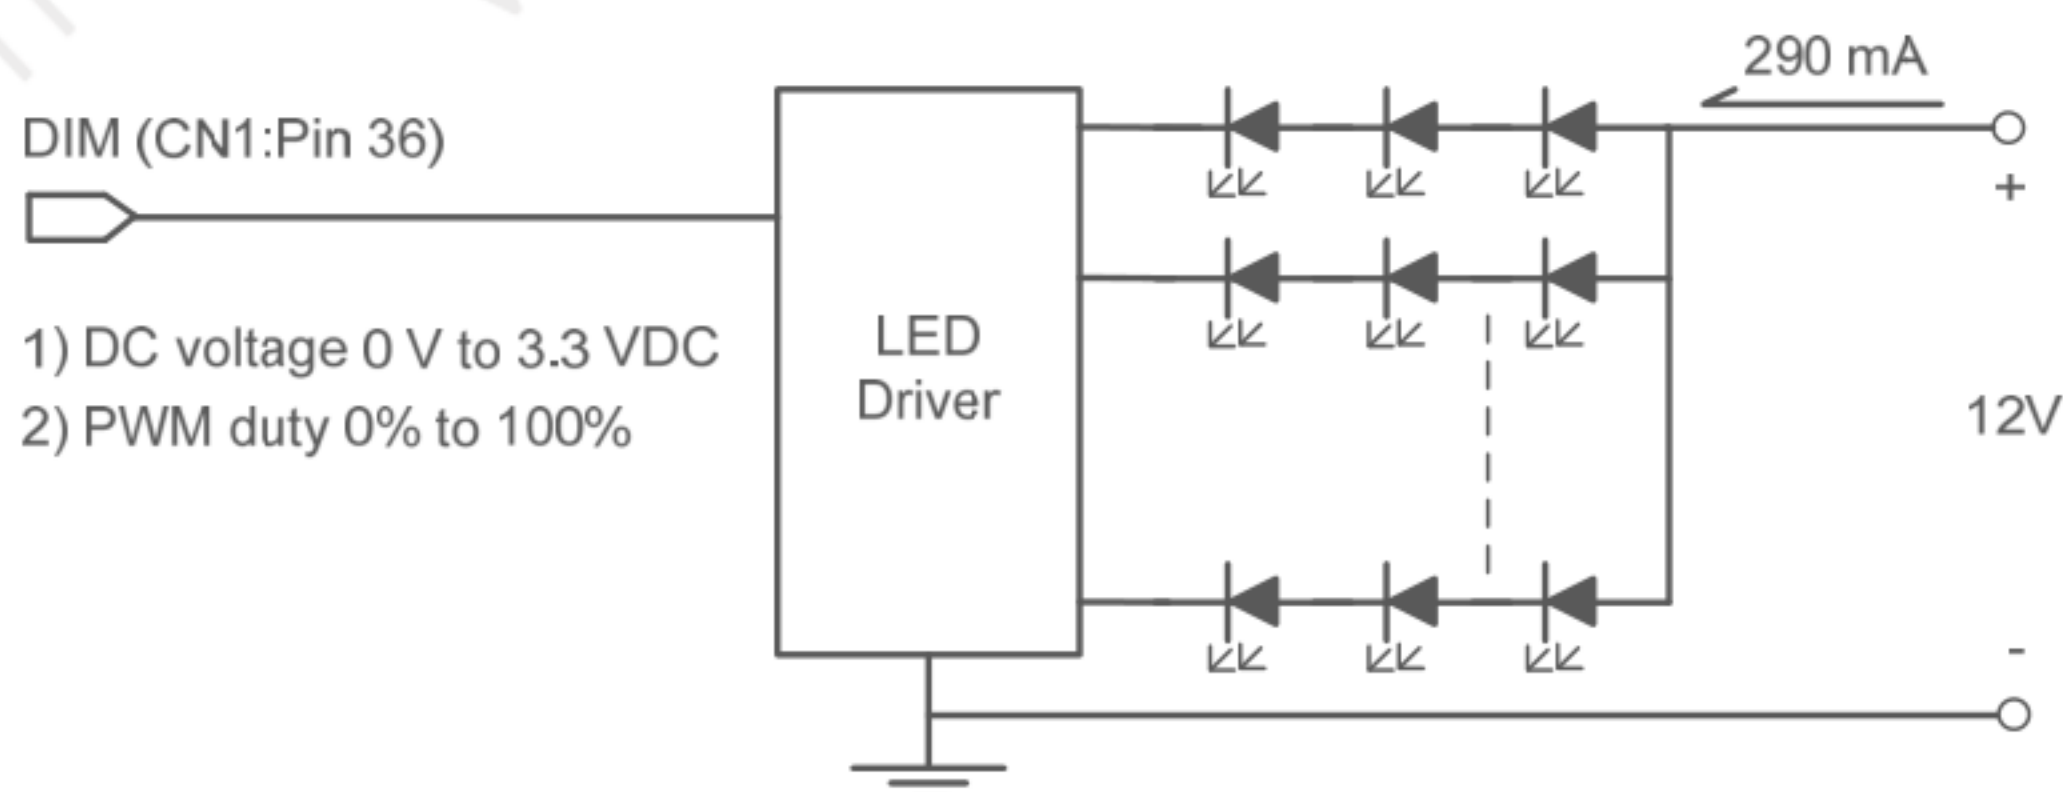 290 mA
DIM (CN1:Pin 36)
+
1) DC voltage 0 V to 3.3 VDC
2) PWM duty 0% to 100%
LED
Driver
12V
-